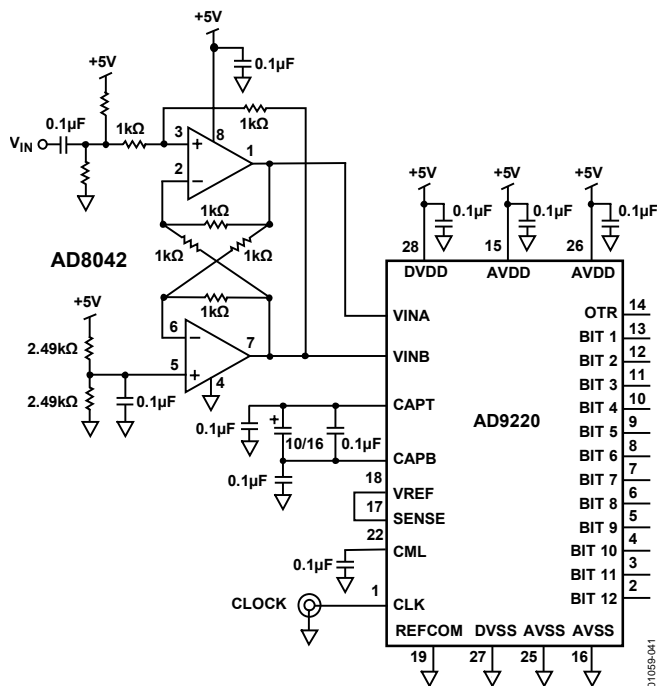 +5V
+5V
0.1µF
0.1µF
VIN
1kΩ
1kΩ
3
8
+
2
–
1
1kΩ
1kΩ
1kΩ
AD8042
1kΩ
+5V
2.49kΩ
2.49kΩ
0.1µF
6
–
5
+
7
4
+5V
+5V
+5V
0.1µF
0.1µF
0.1µF
28
15
26
DVDD
AVDD
AVDD
VINA
VINB
CAPT
CAPB
0.1µF
+
10/16
0.1µF
0.1µF
18
VREF
17
SENSE
22
CML
0.1µF
1
CLOCK
CLK
AD9220
OTR
14
BIT 1
13
BIT 2
12
BIT 3
11
BIT 4
10
BIT 5
9
BIT 6
8
BIT 7
7
BIT 8
6
BIT 9
5
BIT 10
4
BIT 11
3
BIT 12
2
REFCOM
DVSS
AVSS
AVSS
19
27
25
16
01059-041